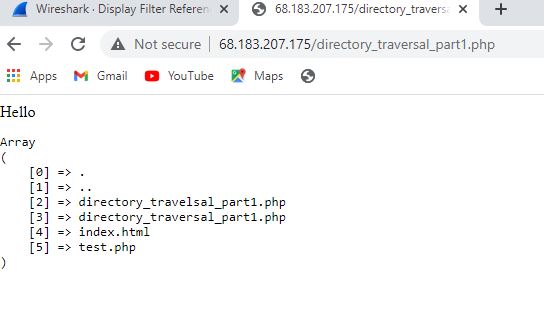 Wireshark · Display Filter Referen
68.183.207.175/directory_traversa
Not secure | 68.183.207.175/directory_traversal_part1.php
Apps Gmail YouTube Maps
Hello
Array
(
[0] => .
[1] => ..
[2] => directory_travelsal_part1.php
[3] => directory_traversal_part1.php
[4] => index.html
[5] => test.php
)